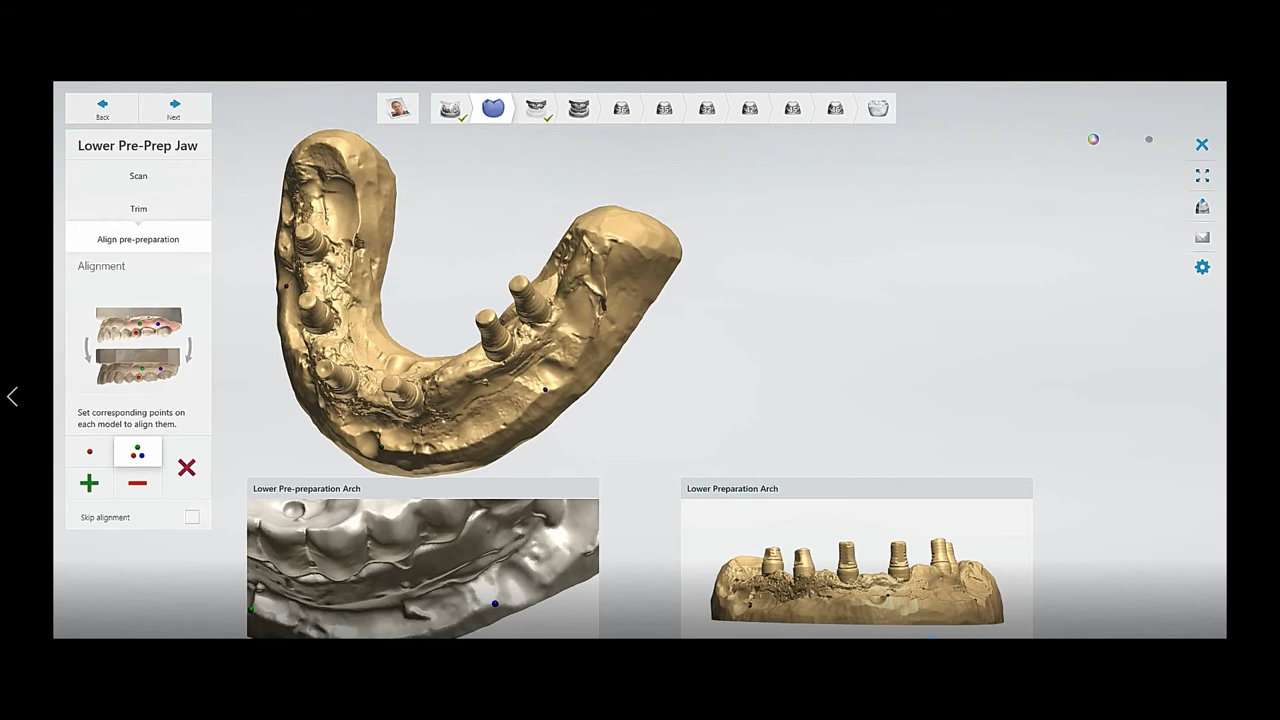 Back
Next
Lower Pre-Prep Jaw
Scan
Trim
Align pre-preparation
Alignment
Set corresponding points on
each model to align them.
Skip alignment
Lower Pre-preparation Arch
Lower Preparation Arch